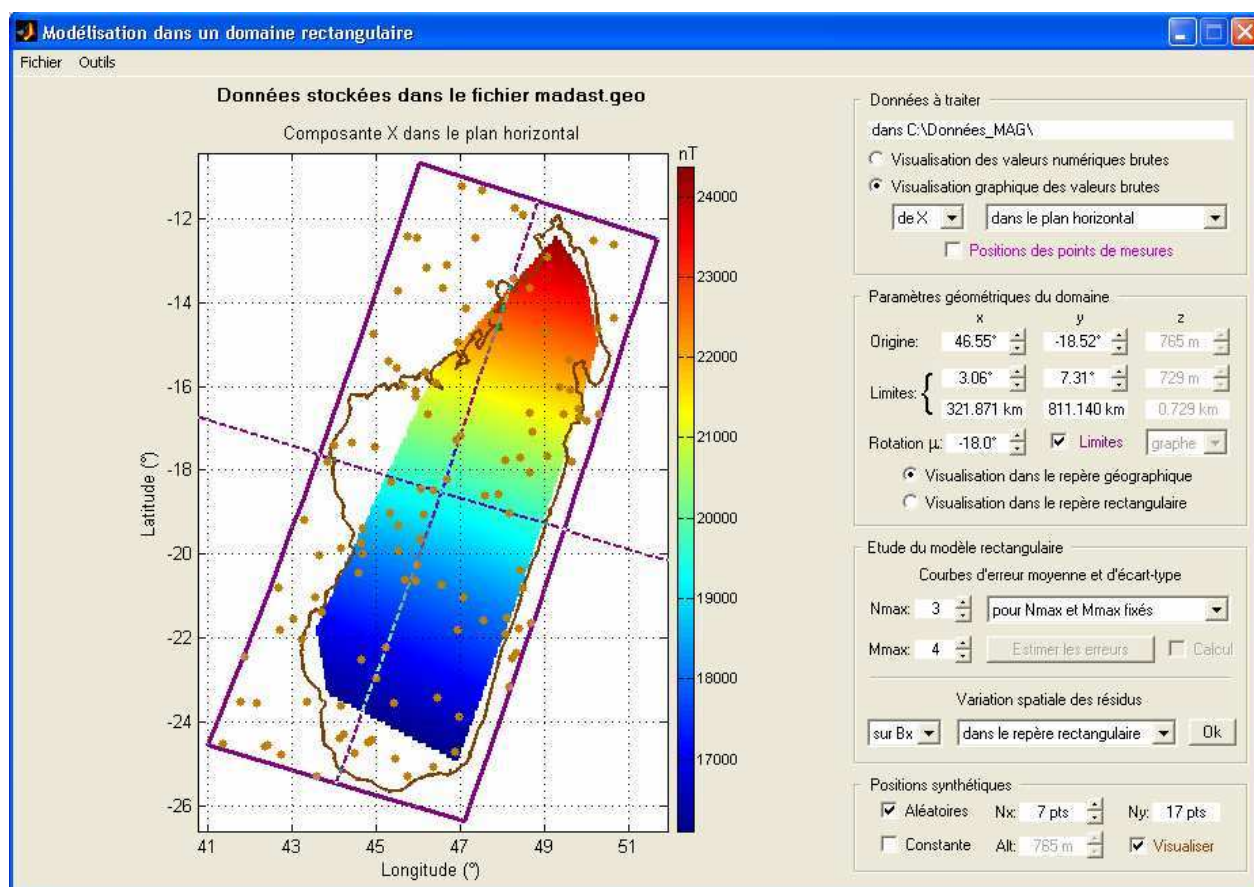 Modélisation dans un domaine rectangulaire
Fichier Outils
Données stockées dans le fichier madast.geo
Composante X dans le plan horizontal
nT
-12
-14
-16
-18
-20
-22
-24
-26
Latitude (°)
41 43 45 47 49 51
Longitude (°)
24000
23000
22000
21000
20000
19000
18000
17000
Données à traiter
dans C:\Données_MAG\
Visualisation des valeurs numériques brutes
Visualisation graphique des valeurs brutes
de X dans le plan horizontal
Positions des points de mesures
Paramètres géométriques du domaine
x y z
Origine: 46.55° -18.52° 765 m
Limites: { 3.06° 7.31° 729 m
321.871 km 811.140 km 0.729 km
Rotation µ: -18.0° Limites graphe
Visualisation dans le repère géographique
Visualisation dans le repère rectangulaire
Etude du modèle rectangulaire
Courbes d'erreur moyenne et d'écart-type
Nmax: 3 pour Nmax et Mmax fixés
Mmax: 4 Estimer les erreurs Calcul
Variation spatiale des résidus
sur Bx dans le repère rectangulaire Ok
Positions synthétiques
Aléatoires Nx: 7 pts Ny: 17 pts
Constante Alt: 765 m Visualiser